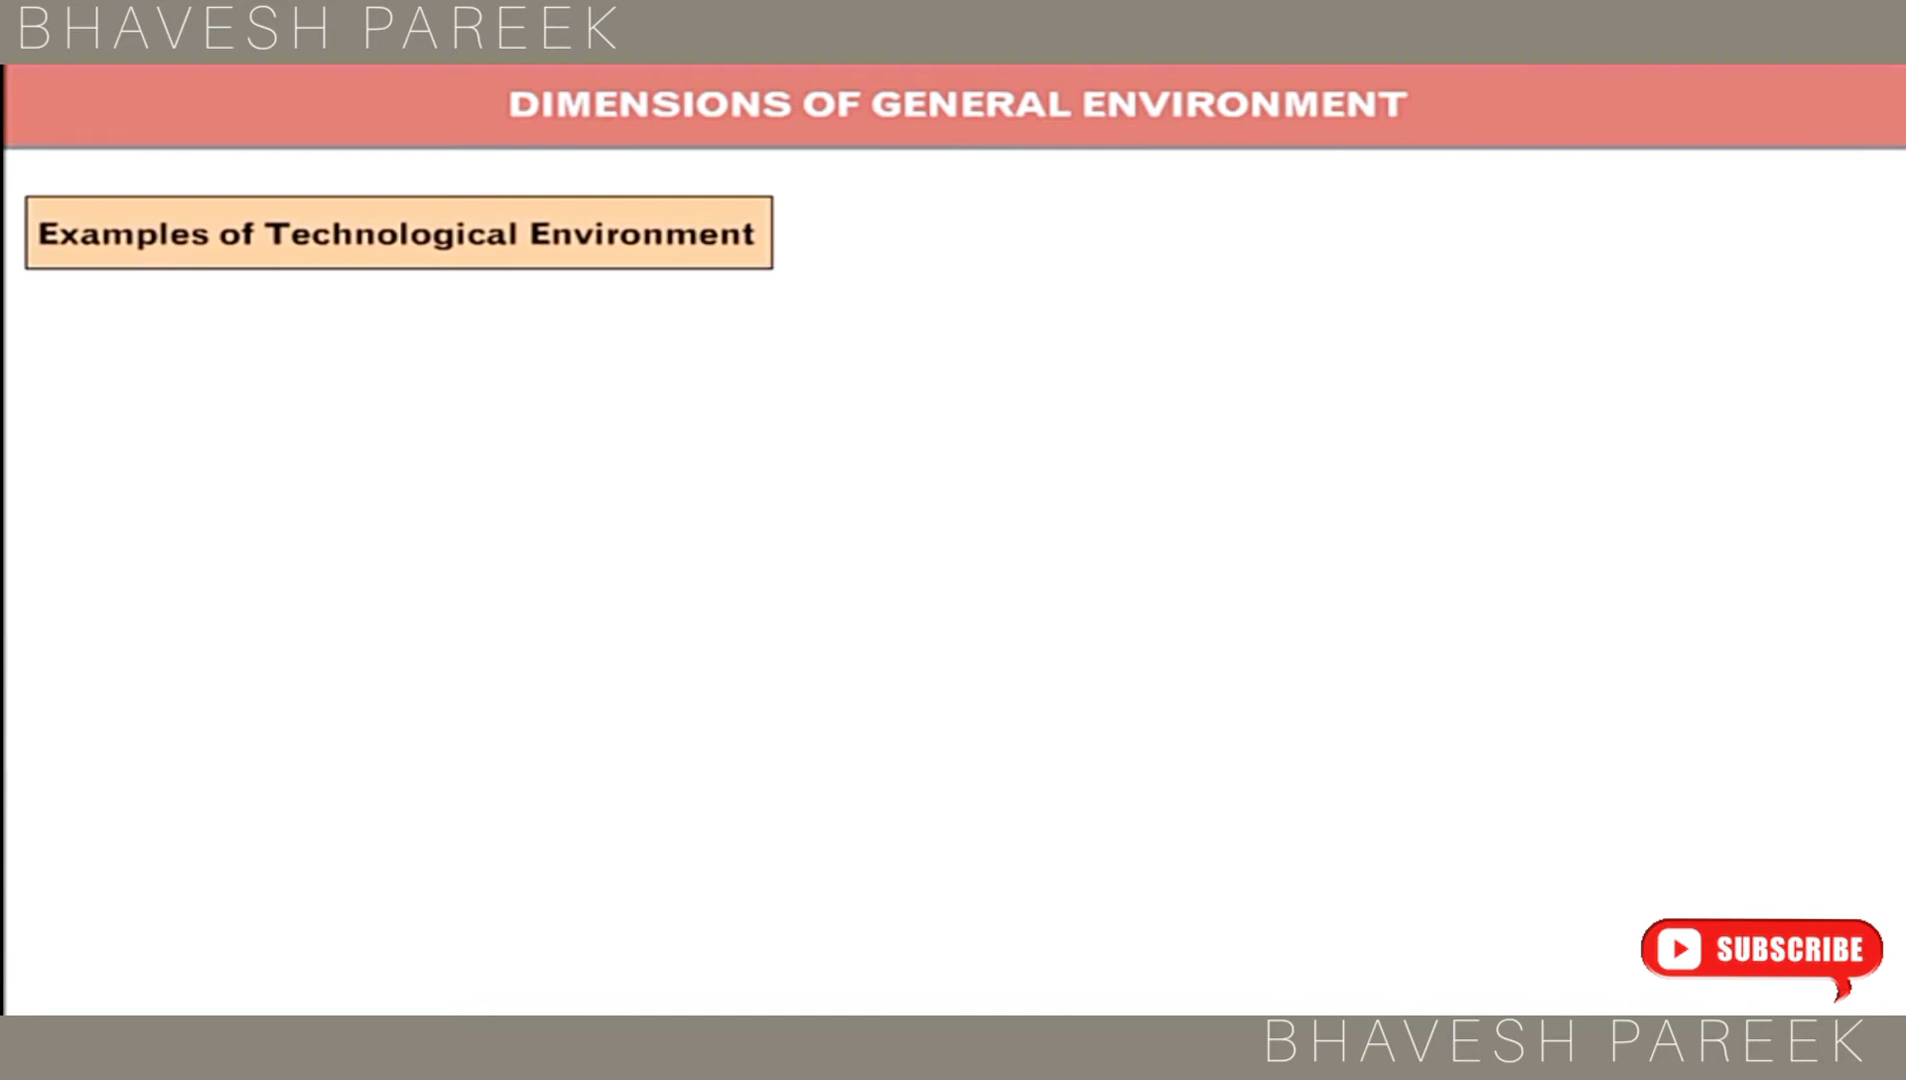 BHAVESH PAREEK
DIMENSIONS OF GENERAL ENVIRONMENT
Examples of Technological Environment
SUBSCRIBE
BHAVESH PAREEK